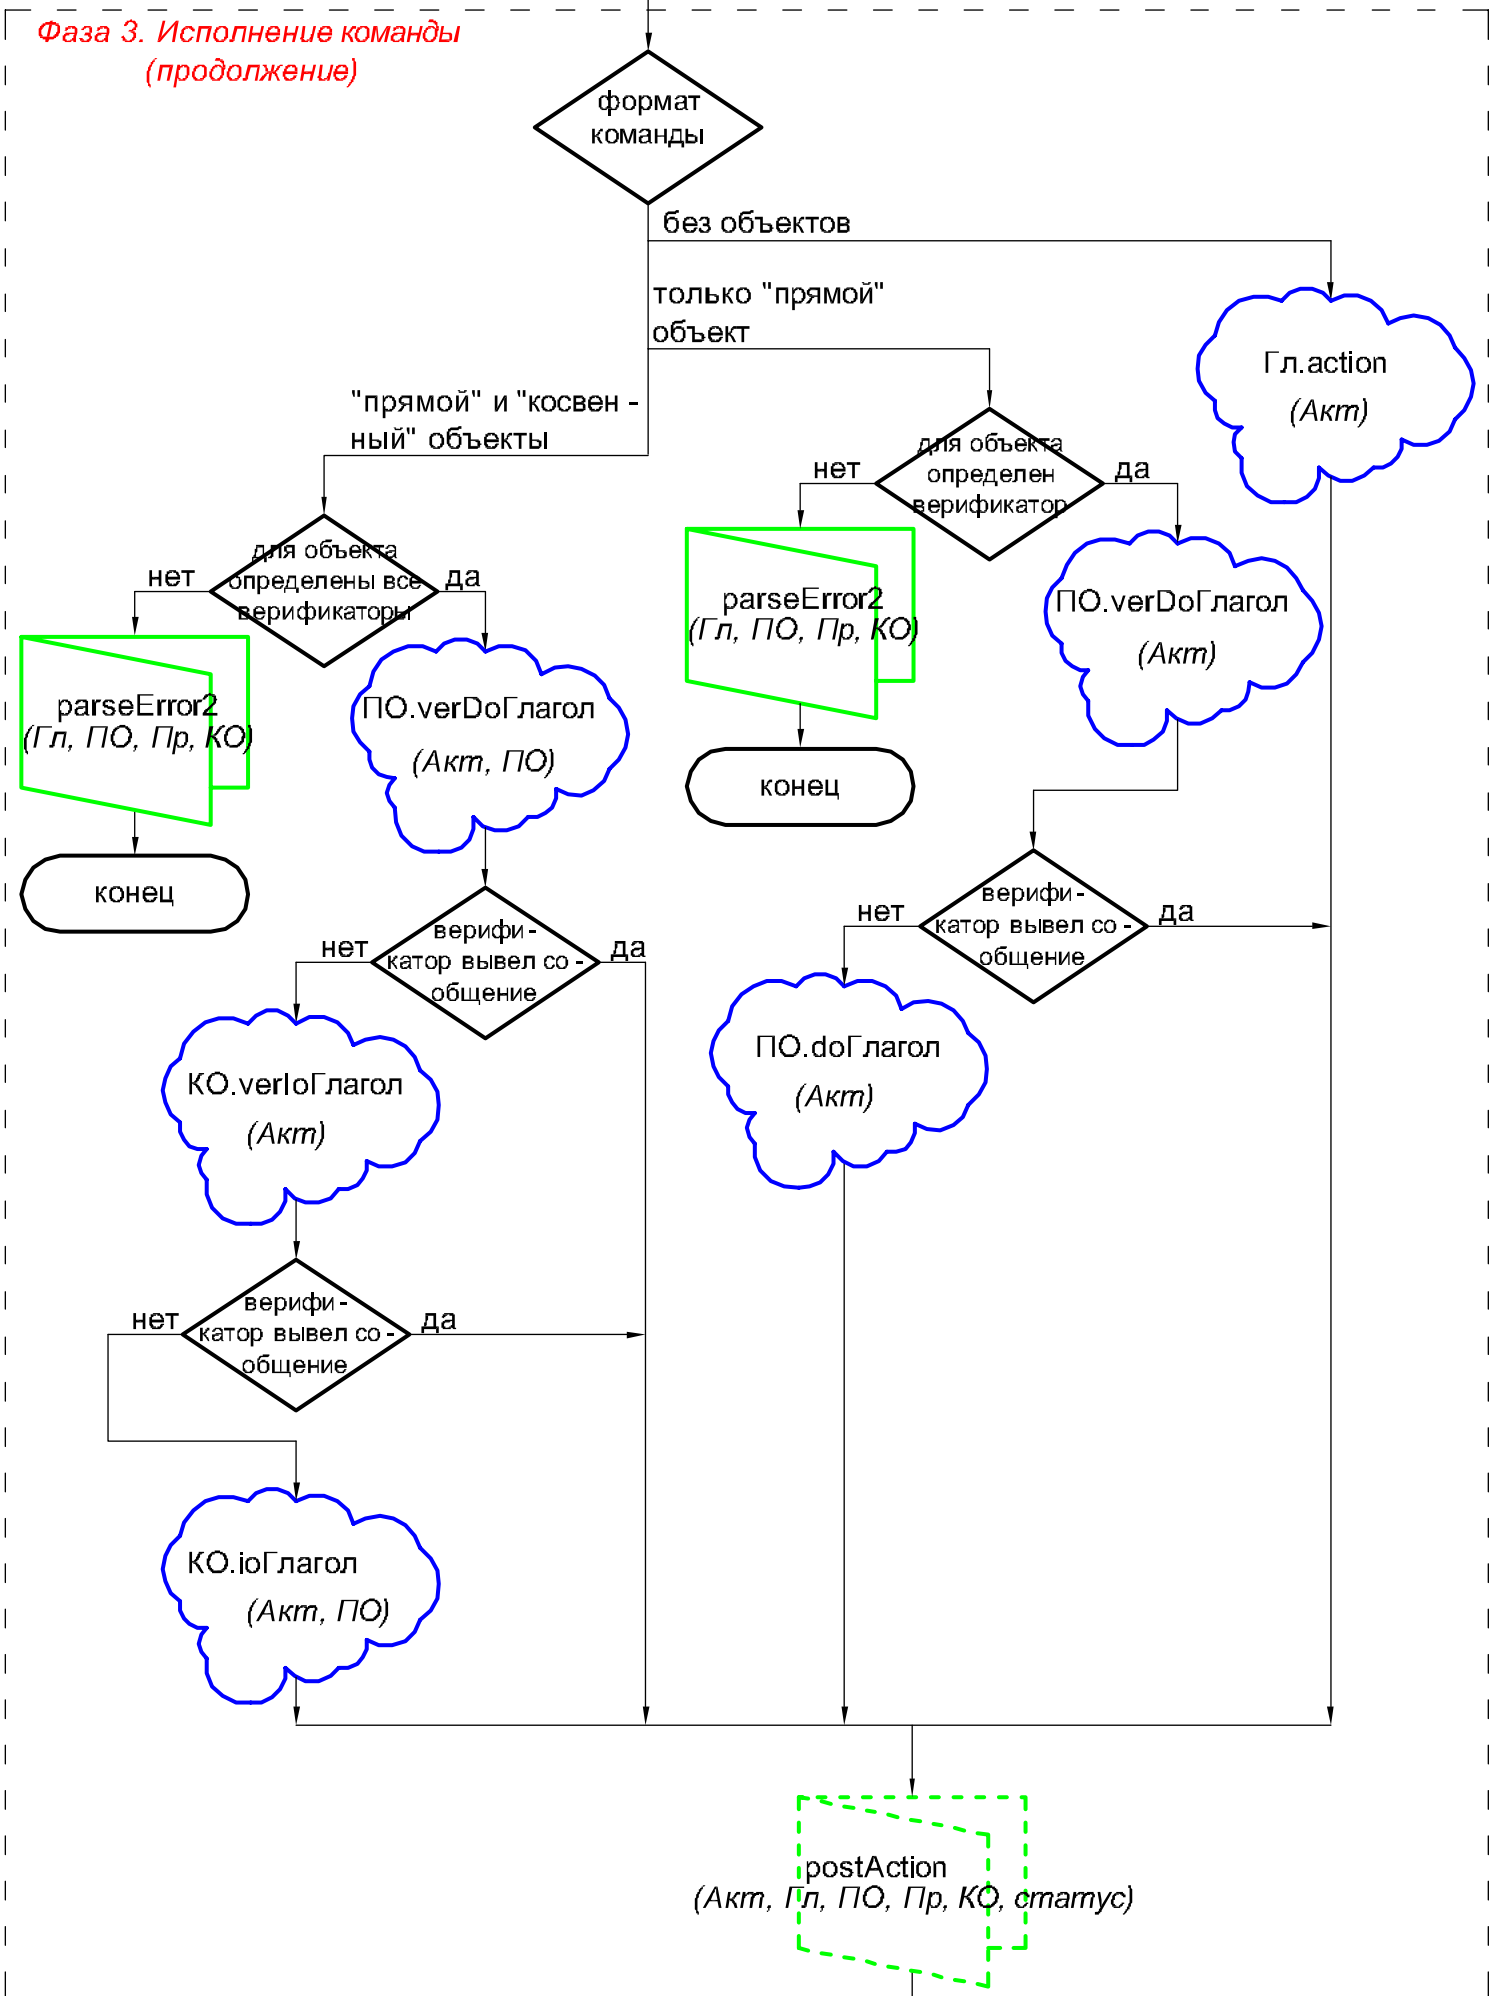 Фаза 3. Исполнение команды
(продолжение)
формат
команды
без объектов
только "прямой"
объект
"прямой" и "косвен -
ный" объекты
Гл.action
(Акт)
для объекта
определен
верификатор
нет
да
parseError2
(Гл, ПО, Пр, КО)
конец
ПО.verDoГлагол
(Акт)
для объекта
определены все
верификаторы
нет
да
parseError2
(Гл, ПО, Пр, КО)
конец
ПО.verDoГлагол
(Акт, ПО)
верифи -
катор вывел со -
общение
нет
да
ПО.doГлагол
(Акт)
верифи -
катор вывел со -
общение
нет
да
КО.verIoГлагол
(Акт)
верифи -
катор вывел со -
общение
нет
да
КО.ioГлагол
(Акт, ПО)
postAction
(Акт, Гл, ПО, Пр, КО, статус)